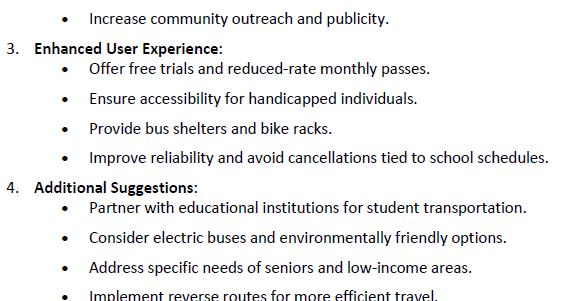 • Increase community outreach and publicity.
3. Enhanced User Experience:
• Offer free trials and reduced-rate monthly passes.
• Ensure accessibility for handicapped individuals.
• Provide bus shelters and bike racks.
• Improve reliability and avoid cancellations tied to school schedules.
4. Additional Suggestions:
• Partner with educational institutions for student transportation.
• Consider electric buses and environmentally friendly options.
• Address specific needs of seniors and low-income areas.
• Implement reverse routes for more efficient travel.